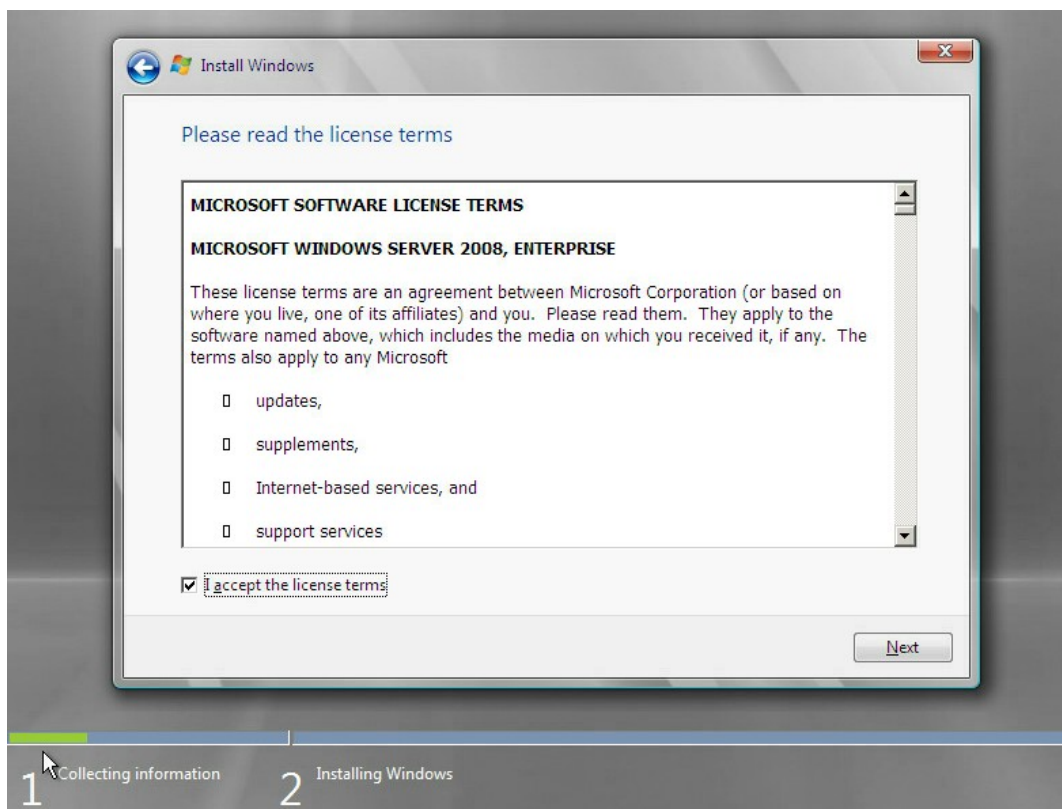 Install Windows
Please read the license terms
MICROSOFT SOFTWARE LICENSE TERMS
MICROSOFT WINDOWS SERVER 2008, ENTERPRISE
These license terms are an agreement between Microsoft Corporation (or based on
where you live, one of its affiliates) and you.  Please read them.  They apply to the
software named above, which includes the media on which you received it, if any.  The
terms also apply to any Microsoft
updates,
supplements,
Internet-based services, and
support services
I accept the license terms
Next
1 Collecting information
2 Installing Windows